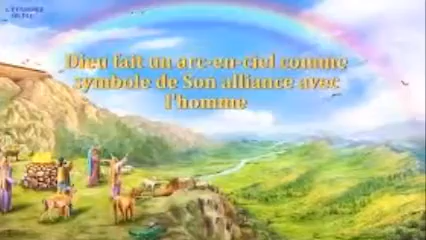 Dieu fait un arc-en-ciel comme
symbole de Son alliance avec
l'homme